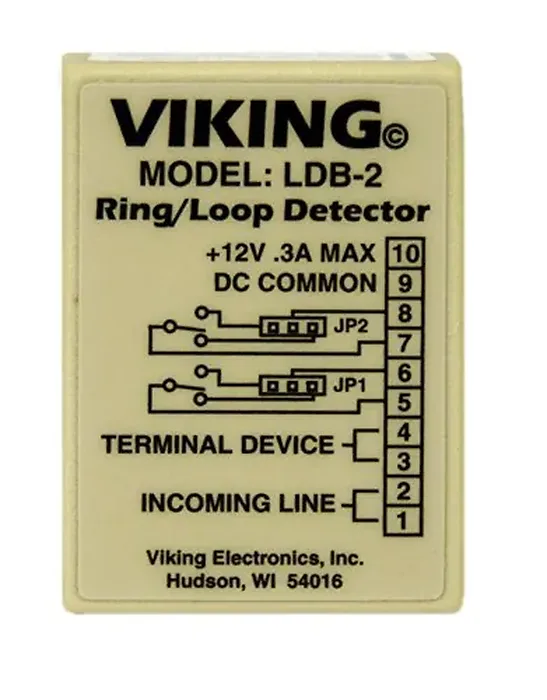 VIKING©
MODEL: LDB-2
Ring/Loop Detector
+12V .3A MAX 10
DC COMMON 9
8
JP2
7
6
JP1
5
TERMINAL DEVICE 4
3
INCOMING LINE 2
1
Viking Electronics, Inc.
Hudson, WI 54016